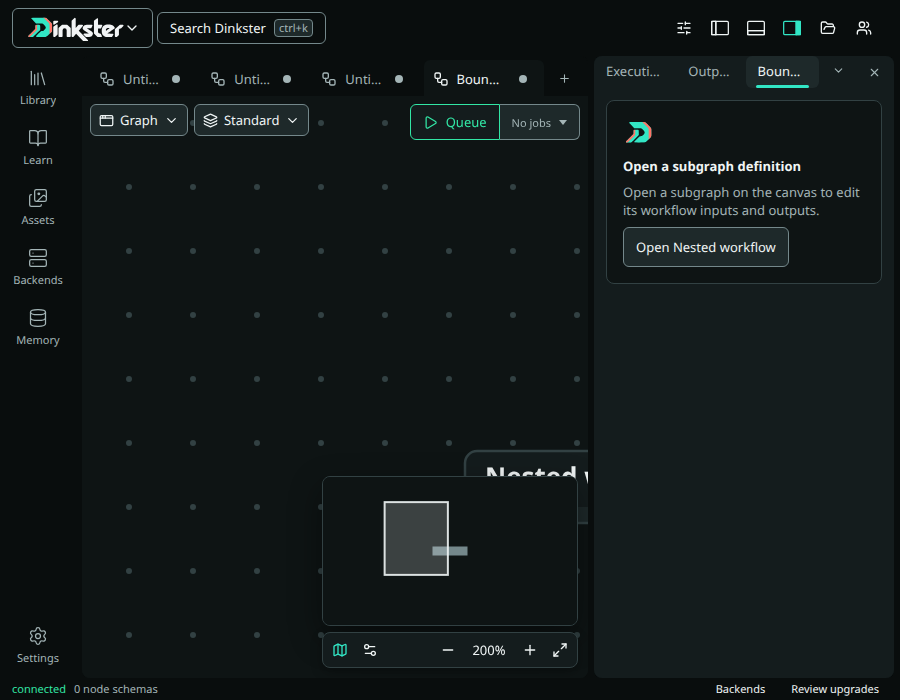 Dinkster
Search Dinkster ctrl+k
Library
Learn
Assets
Backends
Memory
Settings
Unti...
Unti...
Unti...
Boun...
Graph
Standard
Queue
No jobs
Nested
200%
Executi...
Outp...
Boun...
Open a subgraph definition
Open a subgraph on the canvas to edit
its workflow inputs and outputs.
Open Nested workflow
connected 0 node schemas
Backends
Review upgrades